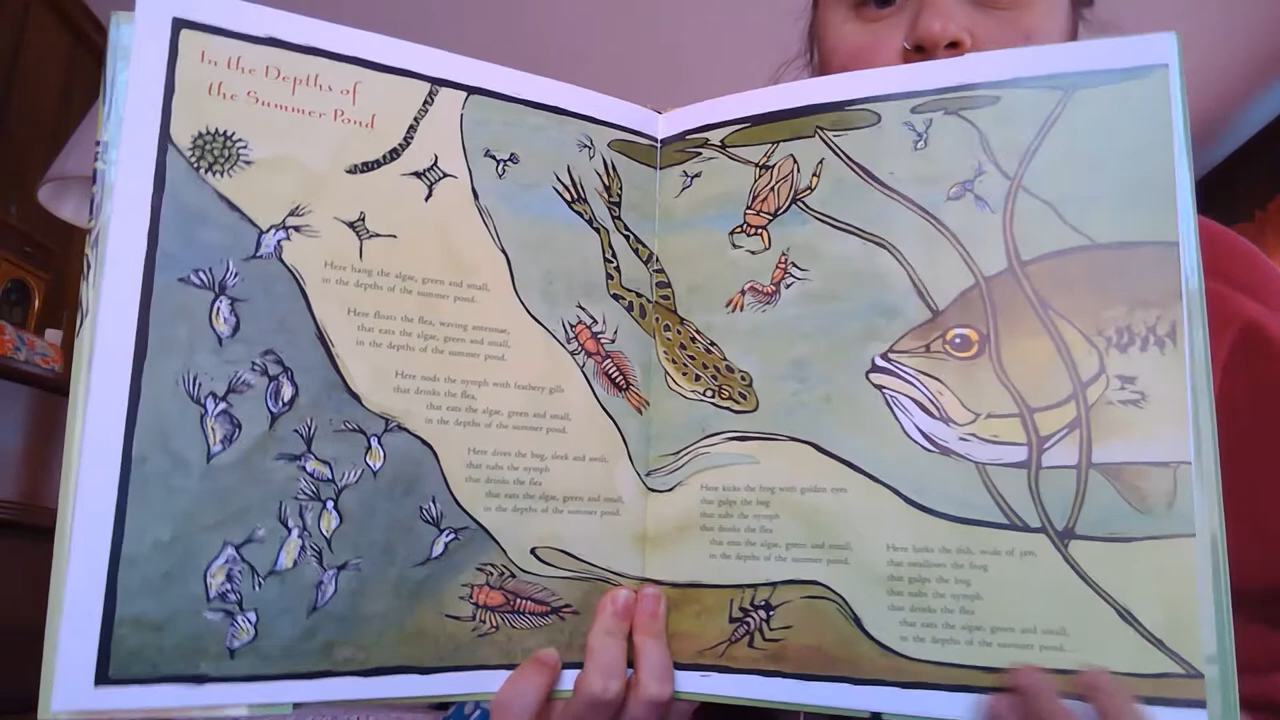 In the Depths of
the Summer Pond
Here hang the algae, green and small,
in the depths of the summer pond.
Here floats the flea, waving antennae,
that eats the algae, green and small,
in the depths of the summer pond.
Here nods the nymph with feathery gills
that drinks the flea,
that eats the algae, green and small,
in the depths of the summer pond.
Here dives the bug, sleek and swift,
that nabs the nymph
that drinks the flea
that eats the algae, green and small,
in the depths of the summer pond.
Here kicks the frog with golden eyes
that gulps the bug
that nabs the nymph
that drinks the flea
that eats the algae, green and small,
in the depths of the summer pond.
Here lurks the fish, wide of jaw,
that swallows the frog
that gulps the bug
that nabs the nymph
that drinks the flea
that eats the algae, green and small,
in the depths of the summer pond....